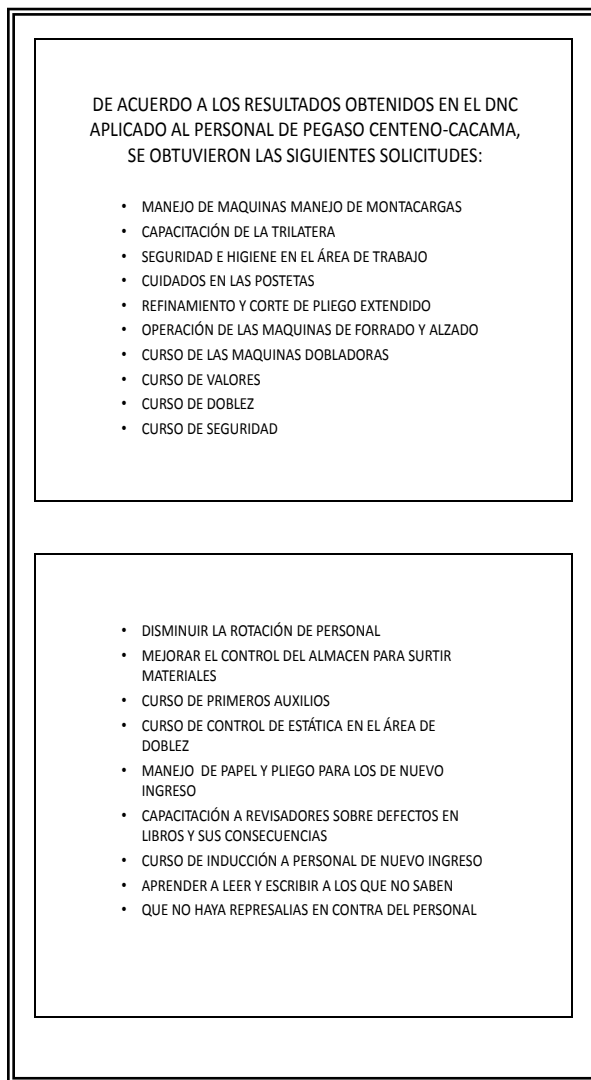 DE ACUERDO A LOS RESULTADOS OBTENIDOS EN EL DNC
APLICADO AL PERSONAL DE PEGASO CENTENO-CACAMA,
SE OBTUVIERON LAS SIGUIENTES SOLICITUDES:
• MANEJO DE MAQUINAS MANEJO DE MONTACARGAS
• CAPACITACIÓN DE LA TRILATERA
• SEGURIDAD E HIGIENE EN EL ÁREA DE TRABAJO
• CUIDADOS EN LAS POSTETAS
• REFINAMIENTO Y CORTE DE PLIEGO EXTENDIDO
• OPERACIÓN DE LAS MAQUINAS DE FORRADO Y ALZADO
• CURSO DE LAS MAQUINAS DOBLADORAS
• CURSO DE VALORES
• CURSO DE DOBLEZ
• CURSO DE SEGURIDAD
• DISMINUIR LA ROTACIÓN DE PERSONAL
• MEJORAR EL CONTROL DEL ALMACEN PARA SURTIR
MATERIALES
• CURSO DE PRIMEROS AUXILIOS
• CURSO DE CONTROL DE ESTÁTICA EN EL ÁREA DE
DOBLEZ
• MANEJO DE PAPEL Y PLIEGO PARA LOS DE NUEVO
INGRESO
• CAPACITACIÓN A REVISADORES SOBRE DEFECTOS EN
LIBROS Y SUS CONSECUENCIAS
• CURSO DE INDUCCIÓN A PERSONAL DE NUEVO INGRESO
• APRENDER A LEER Y ESCRIBIR A LOS QUE NO SABEN
• QUE NO HAYA REPRESALIAS EN CONTRA DEL PERSONAL